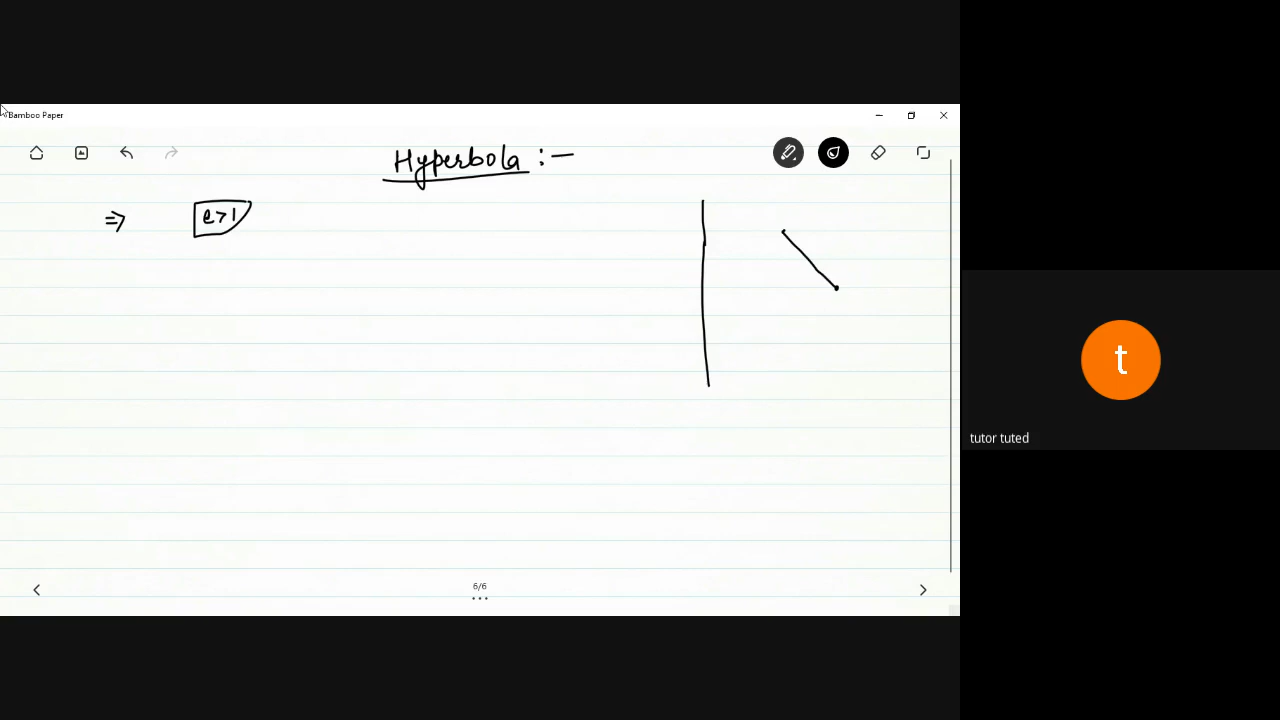 Bamboo Paper
Hyperbola :-
⇒ e>1
t
tutor tuted
6/6